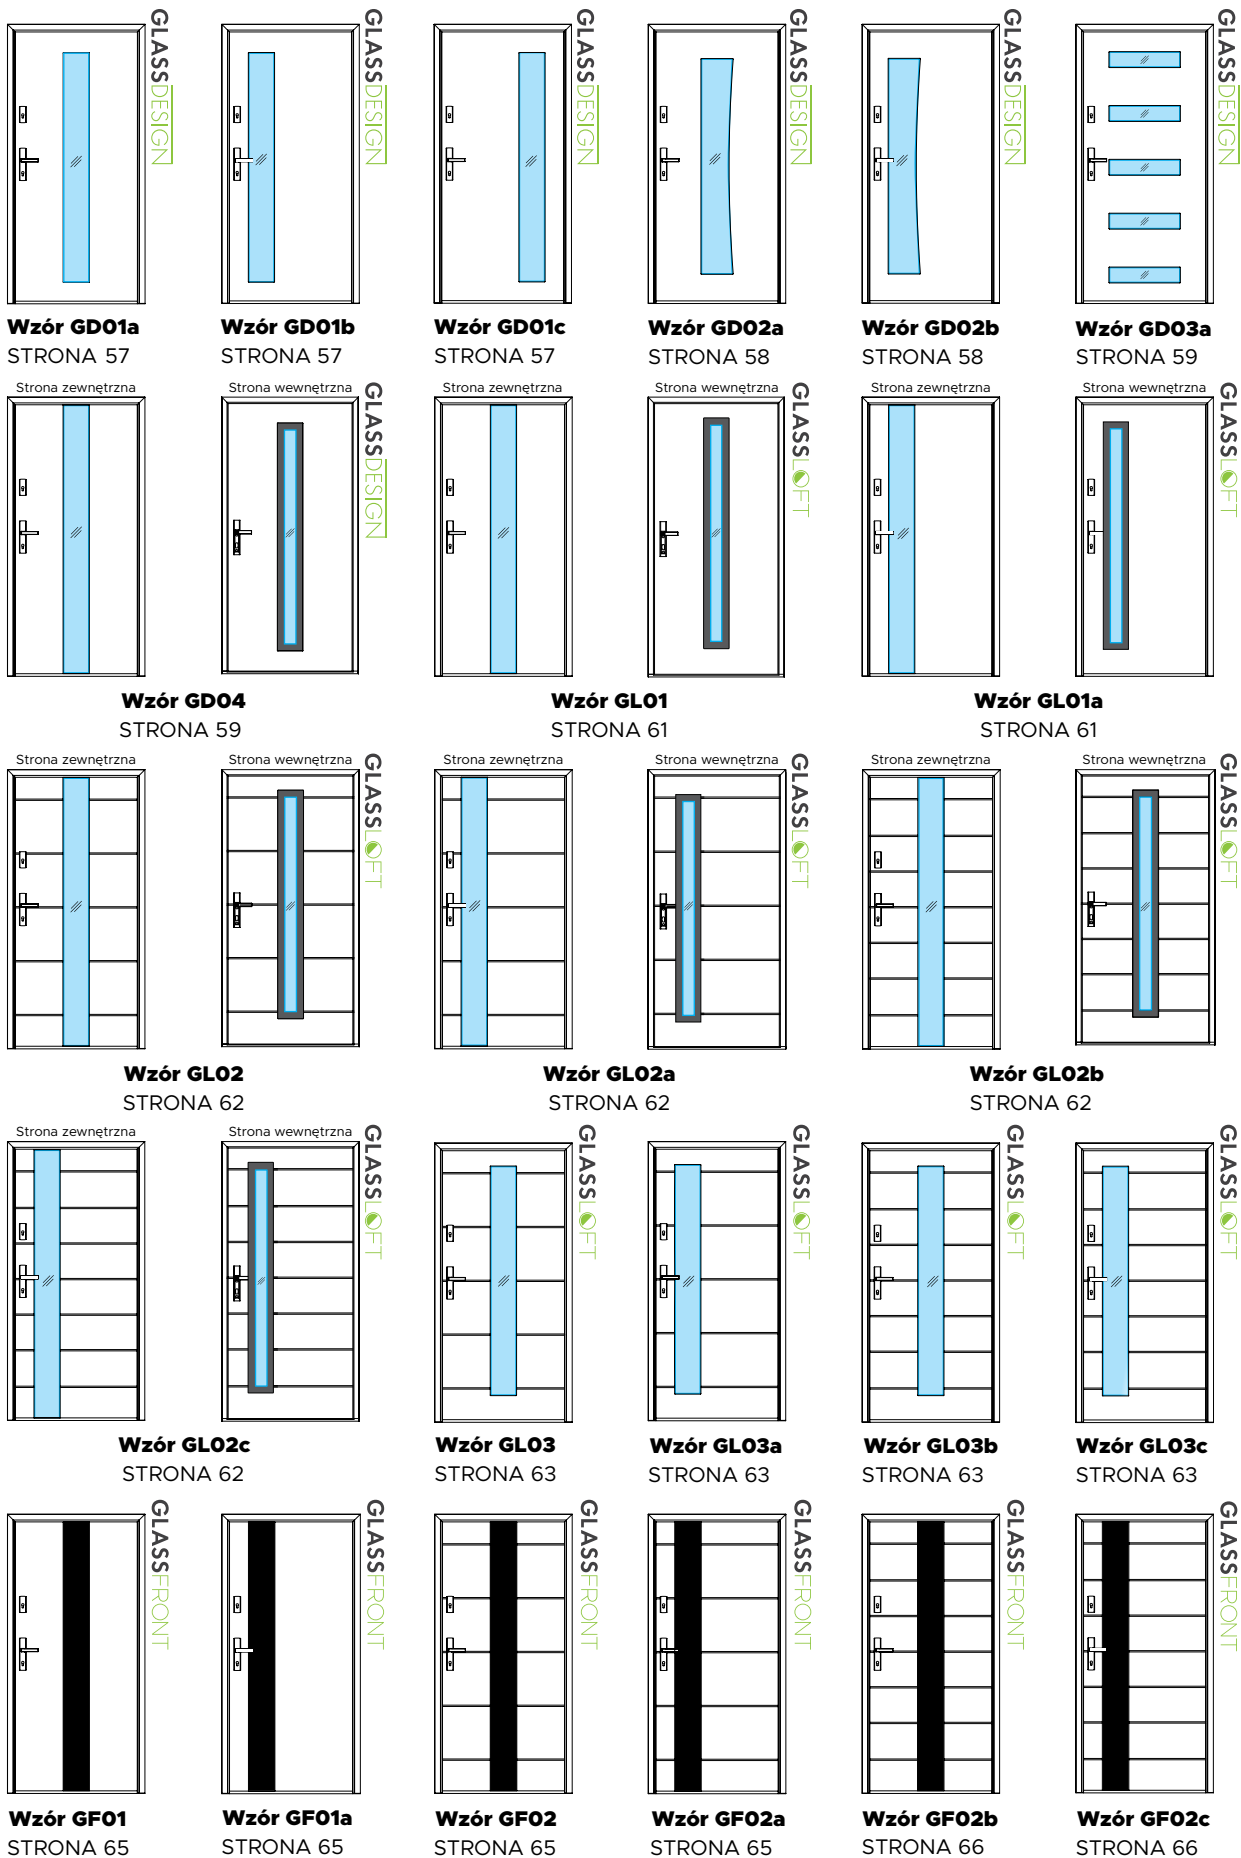 GLASSDESIGN
GLASSDESIGN
GLASSDESIGN
GLASSDESIGN
GLASSDESIGN
GLASSDESIGN
Wzór GD01a
STRONA 57
Wzór GD01b
STRONA 57
Wzór GD01c
STRONA 57
Wzór GD02a
STRONA 58
Wzór GD02b
STRONA 58
Wzór GD03a
STRONA 59
Strona zewnętrzna
Strona wewnętrzna
GLASSDESIGN
Wzór GD04
STRONA 59
Strona zewnętrzna
Strona wewnętrzna
GLASSLOFT
Wzór GL01
STRONA 61
Strona zewnętrzna
Strona wewnętrzna
GLASSLOFT
Wzór GL01a
STRONA 61
Strona zewnętrzna
Strona wewnętrzna
GLASSLOFT
Wzór GL02
STRONA 62
Strona zewnętrzna
Strona wewnętrzna
GLASSLOFT
Wzór GL02a
STRONA 62
Strona zewnętrzna
Strona wewnętrzna
GLASSLOFT
Wzór GL02b
STRONA 62
Strona zewnętrzna
Strona wewnętrzna
GLASSLOFT
Wzór GL02c
STRONA 62
GLASSLOFT
Wzór GL03
STRONA 63
GLASSLOFT
Wzór GL03a
STRONA 63
GLASSLOFT
Wzór GL03b
STRONA 63
GLASSLOFT
Wzór GL03c
STRONA 63
GLASSFRONT
Wzór GF01
STRONA 65
GLASSFRONT
Wzór GF01a
STRONA 65
GLASSFRONT
Wzór GF02
STRONA 65
GLASSFRONT
Wzór GF02a
STRONA 65
GLASSFRONT
Wzór GF02b
STRONA 66
GLASSFRONT
Wzór GF02c
STRONA 66